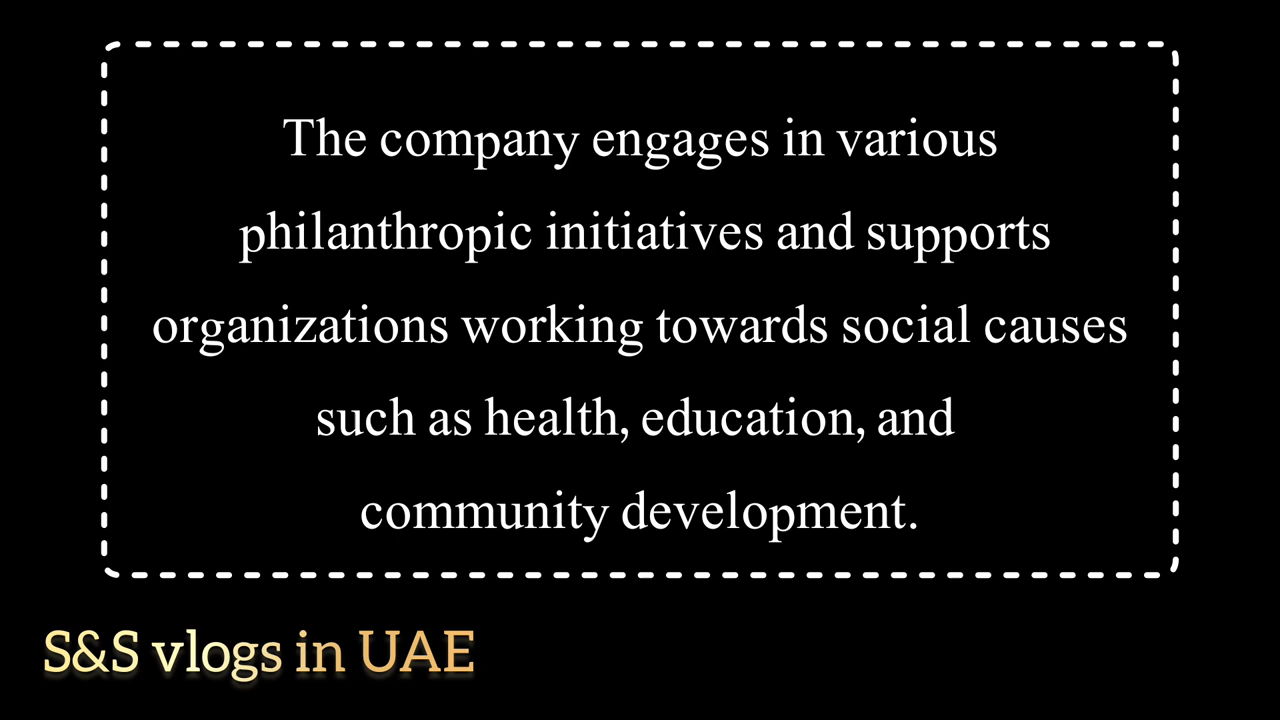 The company engages in various
philanthropic initiatives and supports
organizations working towards social causes
such as health, education, and
community development.
S&S vlogs in UAE